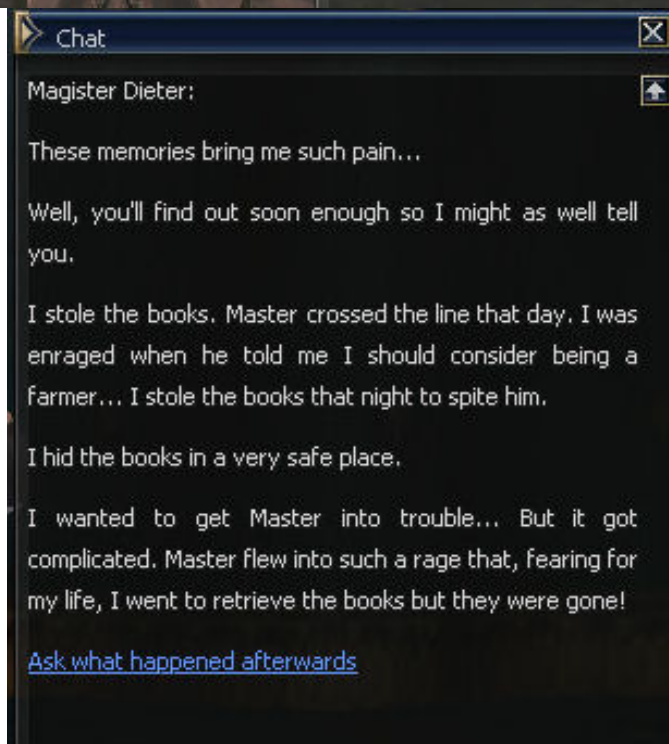 Chat
Magister Dieter:
These memories bring me such pain...
Well, you'll find out soon enough so I might as well tell
you.
I stole the books. Master crossed the line that day. I was
enraged when he told me I should consider being a
farmer... I stole the books that night to spite him.
I hid the books in a very safe place.
I wanted to get Master into trouble... But it got
complicated. Master flew into such a rage that, fearing for
my life, I went to retrieve the books but they were gone!
Ask what happened afterwards